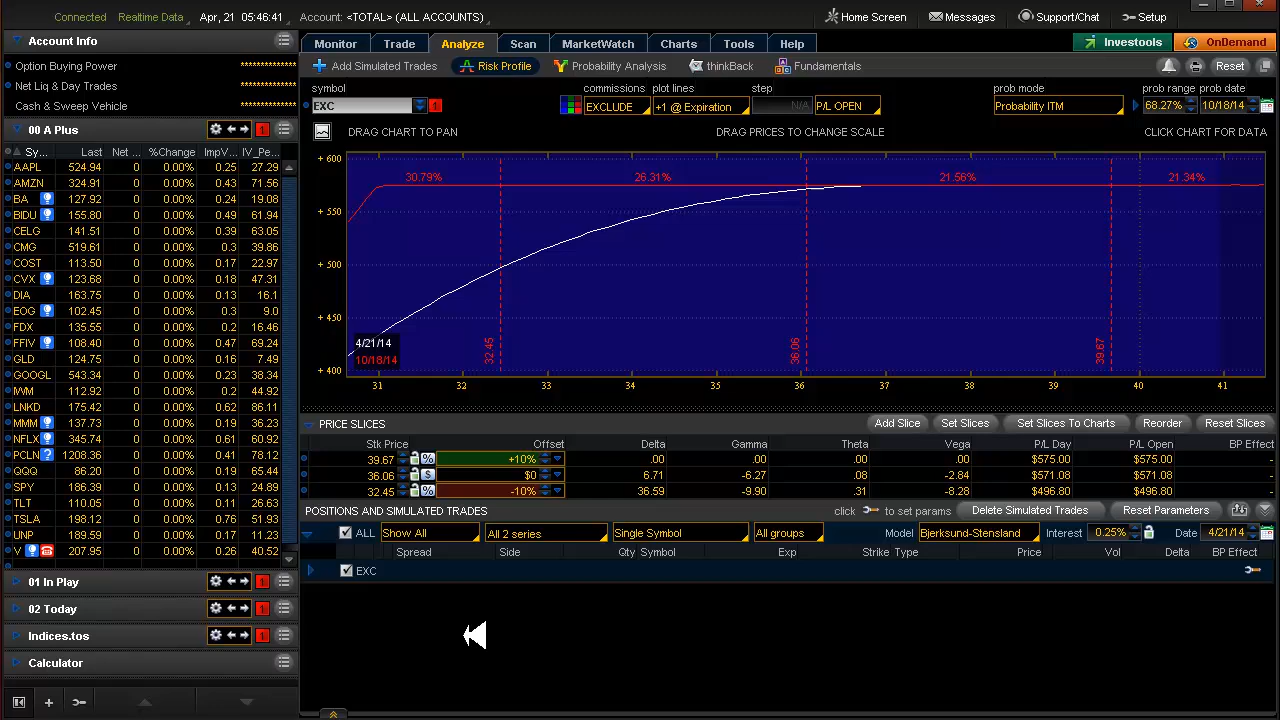 Connected Realtime Data Apr, 21 05:46:41 Account: <TOTAL> (ALL ACCOUNTS) Home Screen Messages Support/Chat Setup
Account Info
Option Buying Power **************
Net Liq & Day Trades **************
Cash & Sweep Vehicle **************
Monitor Trade Analyze Scan MarketWatch Charts Tools Help Investools OnDemand
Add Simulated Trades Risk Profile Probability Analysis thinkBack Fundamentals Reset
symbol commissions plot lines step prob mode prob range prob date
EXC 1 EXCLUDE +1 @ Expiration N/A P/L OPEN Probability ITM 68.27% 10/18/14
DRAG CHART TO PAN DRAG PRICES TO CHANGE SCALE CLICK CHART FOR DATA
00 A Plus 1
Sy... Last Net ... %Change ImpV... IV_Pe...
AAPL 524.94 0 0.00% 0.25 27.29
AMZN 324.91 0 0.00% 0.43 71.56
BA 127.92 0 0.00% 0.24 19.08
BIDU 155.80 0 0.00% 0.49 61.94
CELG 141.51 0 0.00% 0.39 63.05
CMG 519.61 0 0.00% 0.3 39.86
COST 113.50 0 0.00% 0.17 22.97
CVX 123.68 0 0.00% 0.18 47.31
DIA 163.75 0 0.00% 0.13 16.1
EOG 102.45 0 0.00% 0.3 9.0
FDX 135.55 0 0.00% 0.2 16.46
FFIV 108.40 0 0.00% 0.47 69.24
GLD 124.75 0 0.00% 0.16 7.49
GOOGL 543.34 0 0.00% 0.23 38.34
IWM 112.92 0 0.00% 0.2 44.92
LNKD 175.42 0 0.00% 0.62 86.11
MMM 137.73 0 0.00% 0.19 36.23
NFLX 345.74 0 0.00% 0.61 60.92
PCLN ? 1208.36 0 0.00% 0.41 78.12
QQQ 86.20 0 0.00% 0.19 65.44
SPY 186.39 0 0.00% 0.13 24.89
TLT 110.05 0 0.00% 0.11 26.63
TSLA 198.12 0 0.00% 0.76 51.93
UNP 189.59 0 0.00% 0.17 11.23
V 207.95 0 0.00% 0.26 40.52
01 In Play 1
02 Today 1
Indices.tos 1
Calculator
+ 600
+ 550
+ 500
+ 450
+ 400
30.79% 26.31% 21.56% 21.34%
32.45 36.06 39.67
4/21/14
10/18/14
31 32 33 34 35 36 37 38 39 40 41
PRICE SLICES Add Slice Set Slices Set Slices To Charts Reorder Reset Slices
Stk Price Offset Delta Gamma Theta Vega P/L Day P/L Open BP Effect
39.67 % +10% .00 .00 .00 .00 $575.00 $575.00
36.06 $ $0 6.71 -6.27 .08 -2.84 $571.08 $571.08
32.45 % -10% 36.59 -9.90 .31 -8.28 $496.80 $496.80
POSITIONS AND SIMULATED TRADES click to set params Delete Simulated Trades Reset Parameters
ALL Show All All 2 series Single Symbol All groups Model Bjerksund-Stensland Interest 0.25% Date 4/21/14
Spread Side Qty Symbol Exp Strike Type Price Vol Delta BP Effect
EXC